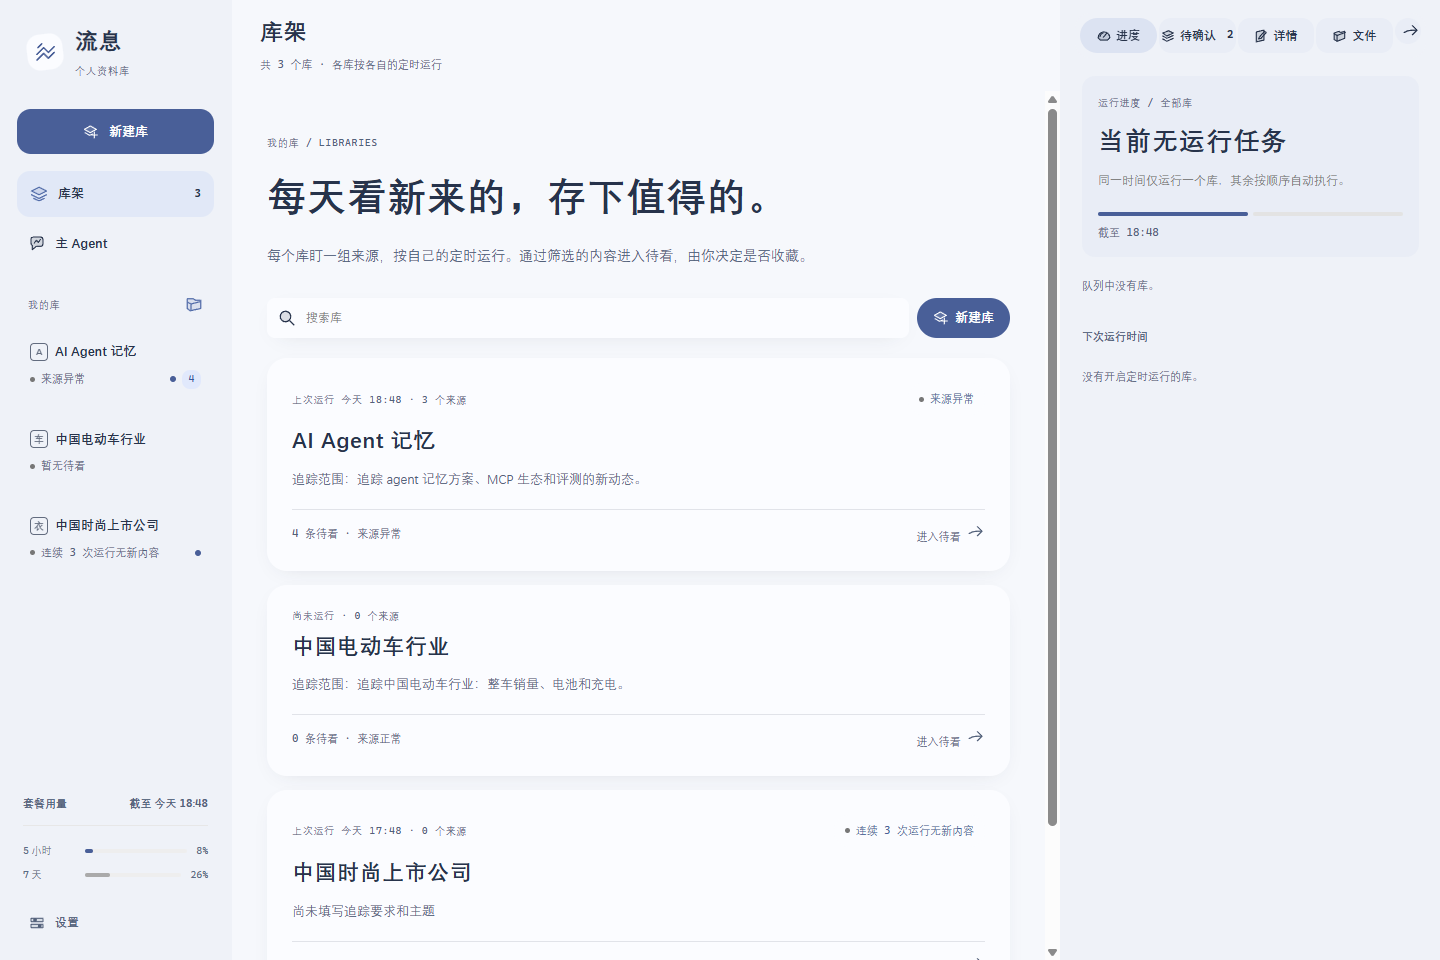 流息
个人资料库
新建库
库架 3
主 Agent
我的库
A AI Agent 记忆
来源异常 4
车 中国电动车行业
暂无待看
衣 中国时尚上市公司
连续 3 次运行无新内容
套餐用量 截至 今天 18:48
5 小时 8%
7 天 26%
设置
库架
共 3 个库 · 各库按各自的定时运行
我的库 / LIBRARIES
每天看新来的，存下值得的。
每个库盯一组来源，按自己的定时运行。通过筛选的内容进入待看，由你决定是否收藏。
搜索库
新建库
上次运行 今天 18:48 · 3 个来源
来源异常
AI Agent 记忆
追踪范围：追踪 agent 记忆方案、MCP 生态和评测的新动态。
4 条待看 · 来源异常
进入待看
尚未运行 · 0 个来源
中国电动车行业
追踪范围：追踪中国电动车行业：整车销量、电池和充电。
0 条待看 · 来源正常
进入待看
上次运行 今天 17:48 · 0 个来源
连续 3 次运行无新内容
中国时尚上市公司
尚未填写追踪要求和主题
进度 待确认 2 详情 文件
运行进度 / 全部库
当前无运行任务
同一时间仅运行一个库，其余按顺序自动执行。
截至 18:48
队列中没有库。
下次运行时间
没有开启定时运行的库。